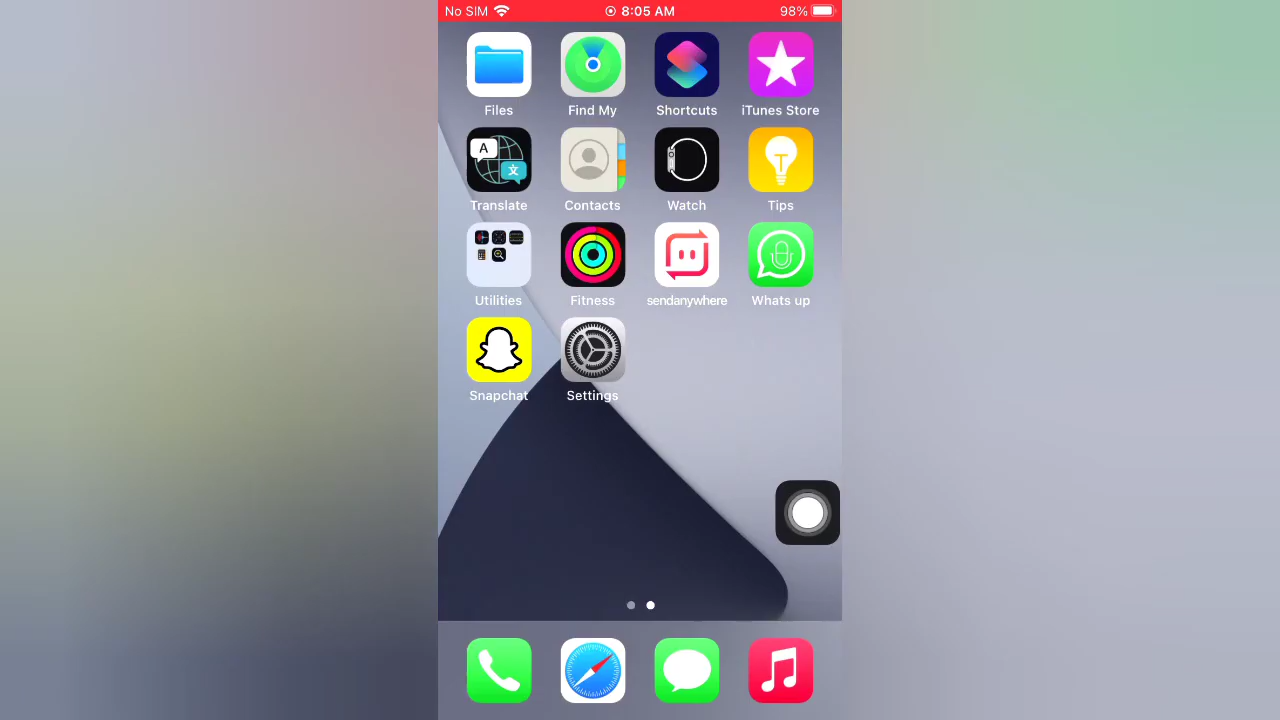 No SIM 8:05 AM 98%
Files Find My Shortcuts iTunes Store
A 文
Translate Contacts Watch Tips
T
Utilities Fitness sendanywhere Whats up
Snapchat Settings